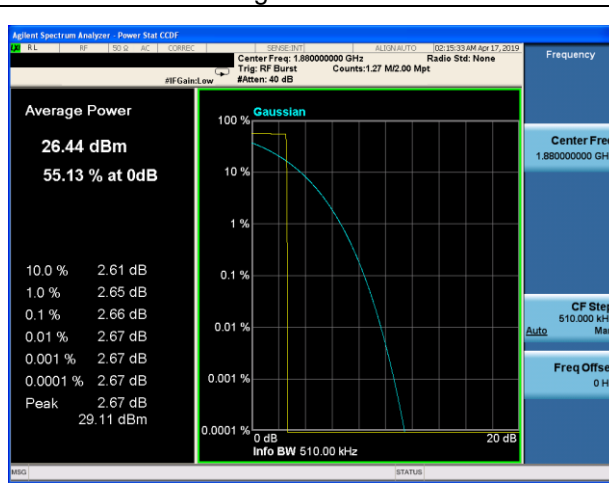 Agilent Spectrum Analyzer - Power Stat CCDF
RL RF 50 Ω AC CORREC SENSE:INT ALIGN AUTO 02:15:33 AM Apr 17, 2019
Center Freq: 1.880000000 GHz Radio Std: None
Trig: RF Burst Counts:1.27 M/2.00 Mpt
#IFGain:Low #Atten: 40 dB
Frequency
Average Power
26.44 dBm
55.13 % at 0dB
10.0 % 2.61 dB
1.0 % 2.65 dB
0.1 % 2.66 dB
0.01 % 2.67 dB
0.001 % 2.67 dB
0.0001 % 2.67 dB
Peak 2.67 dB
29.11 dBm
Gaussian
100 %
10 %
1 %
0.1 %
0.01 %
0.001 %
0.0001 %
0 dB 20 dB
Info BW 510.00 kHz
Center Fre
1.880000000 GH
CF Step
510.000 kH
Auto Ma
Freq Offse
0 H
MSG STATUS